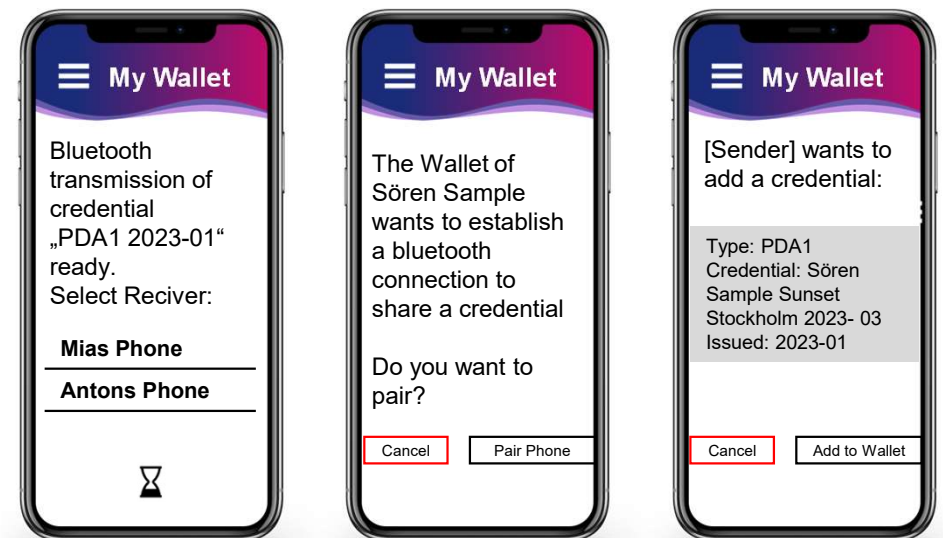 My Wallet
Bluetooth
transmission of
credential
„PDA1 2023-01“
ready.
Select Reciver:
Mias Phone
Antons Phone
My Wallet
The Wallet of
Sören Sample
wants to establish
a bluetooth
connection to
share a credential
Do you want to
pair?
Cancel
Pair Phone
My Wallet
[Sender] wants to
add a credential:
Type: PDA1
Credential: Sören
Sample Sunset
Stockholm 2023- 03
Issued: 2023-01
Cancel
Add to Wallet